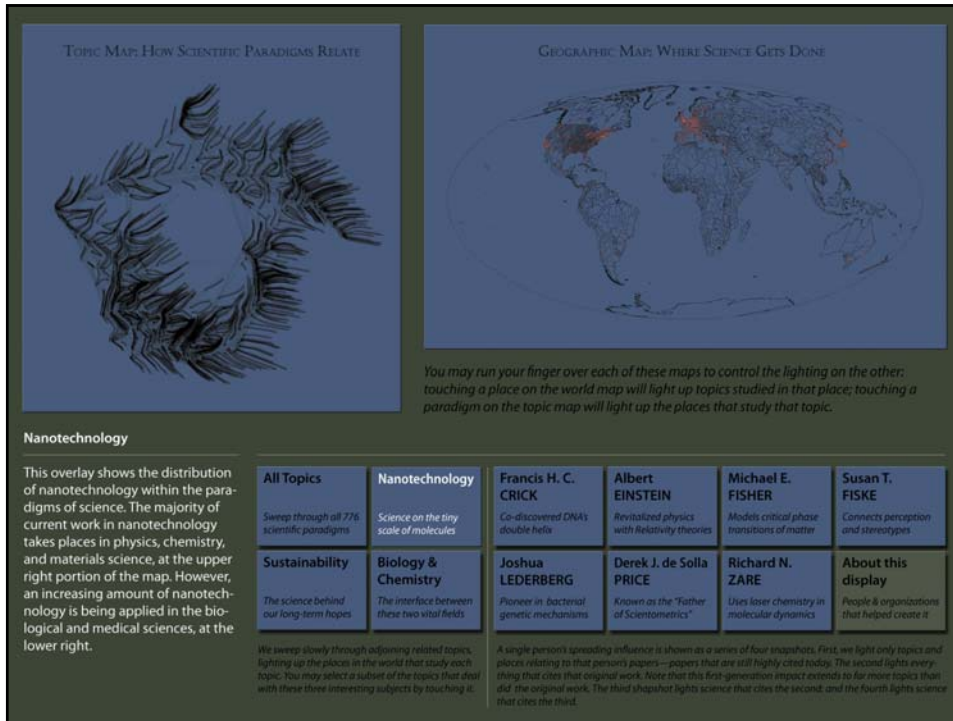 TOPIC MAP: HOW SCIENTIFIC PARADIGMS RELATE
GEOGRAPHIC MAP: WHERE SCIENCE GETS DONE
You may run your finger over each of these maps to control the lighting on the other:
touching a place on the world map will light up topics studied in that place; touching a
paradigm on the topic map will light up the places that study that topic.
Nanotechnology
This overlay shows the distribution
of nanotechnology within the para-
digms of science. The majority of
current work in nanotechnology
takes places in physics, chemistry,
and materials science, at the upper
right portion of the map. However,
an increasing amount of nanotech-
nology is being applied in the bio-
logical and medical sciences, at the
lower right.
All Topics
Sweep through all 776
scientific paradigms
Nanotechnology
Science on the tiny
scale of molecules
Francis H. C.
CRICK
Co-discovered DNA's
double helix
Albert
EINSTEIN
Revitalized physics
with Relativity theories
Michael E.
FISHER
Models critical phase
transitions of matter
Susan T.
FISKE
Connects perception
and stereotypes
Sustainability
The science behind
our long-term hopes
Biology &
Chemistry
The interface between
these two vital fields
Joshua
LEDERBERG
Pioneer in bacterial
genetic mechanisms
Derek J. de Solla
PRICE
Known as the "Father
of Scientometrics"
Richard N.
ZARE
Uses laser chemistry in
molecular dynamics
About this
display
People & organizations
that helped create it
We sweep slowly through adjoining related topics,
lighting up the places in the world that study each
topic. You may select a subset of the topics that deal
with these three interesting subjects by touching it.
A single person's spreading influence is shown as a series of four snapshots. First, we light only topics and
places relating to that person's papers—papers that are still highly cited today. The second lights every-
thing that cites that original work. Note that this first-generation impact extends to far more topics than
did the original work. The third shapshot lights science that cites the second; and the fourth lights science
that cites the third.